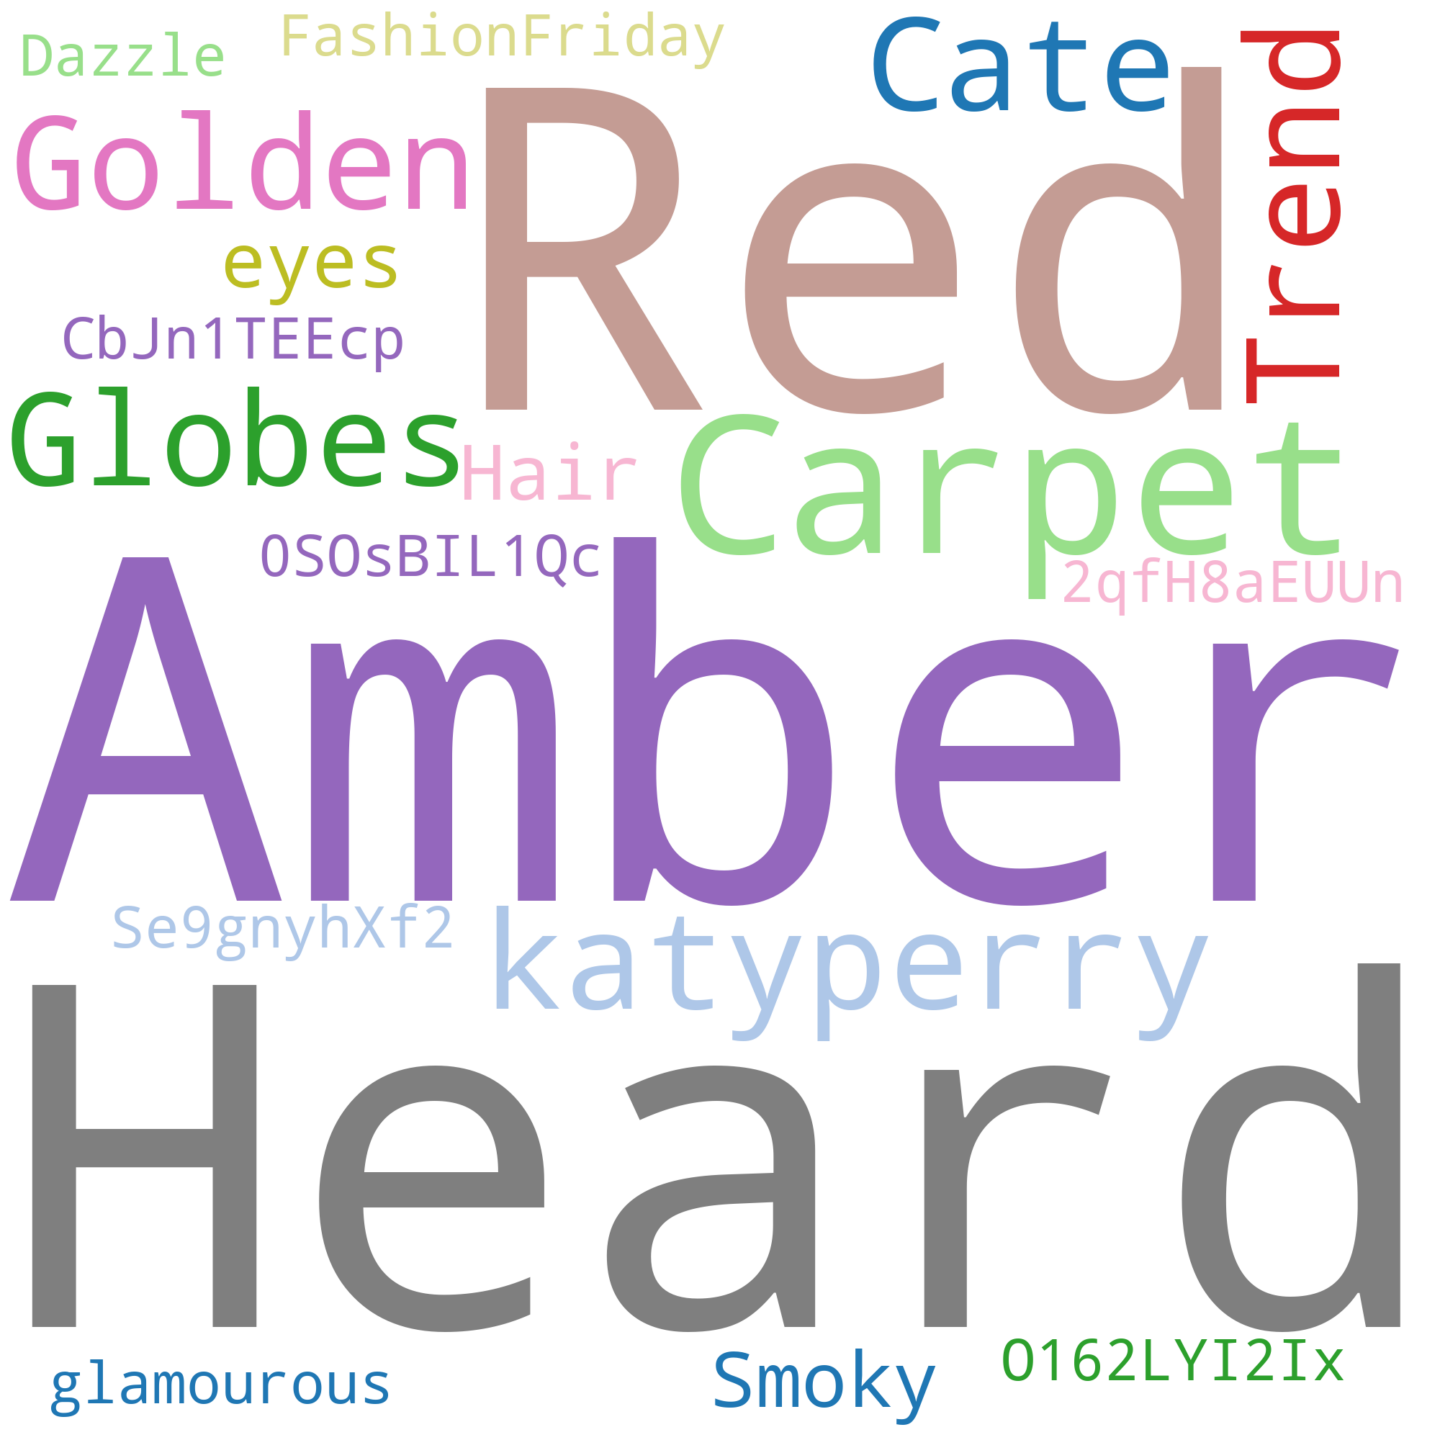 Dazzle
FashionFriday
Cate
Trend
Golden
Red
eyes
CbJn1TEEcp
Globes
Hair
Carpet
0SOsBIL1Qc
2qfH8aEUUn
Amber
Se9gnyhXf2
katyperry
Heard
glamourous
Smoky
O162LYI2Ix